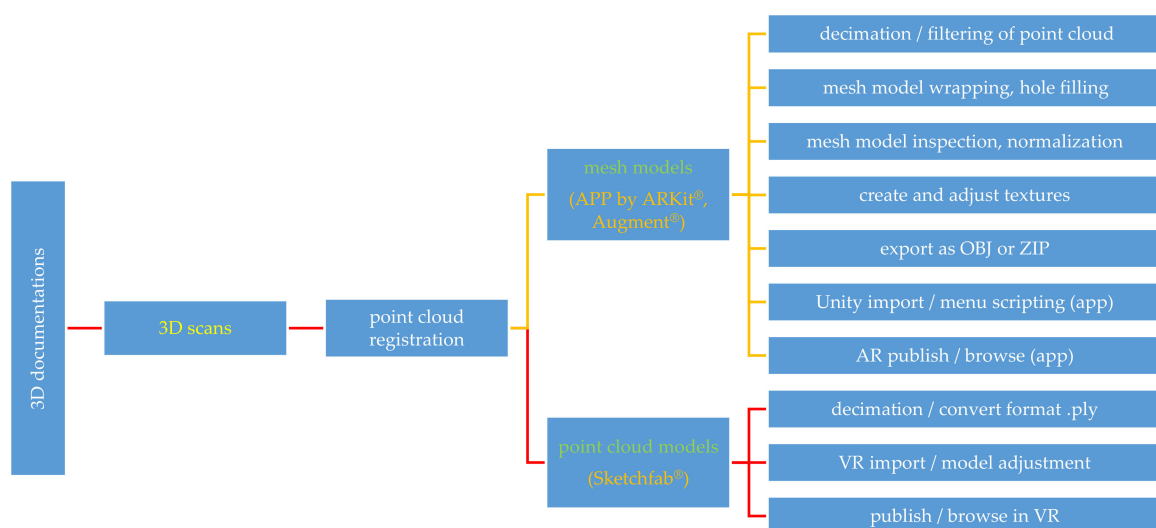 3D documentations
3D scans
point cloud
registration
mesh models
(APP by ARKit®,
Augment®)
decimation / filtering of point cloud
mesh model wrapping, hole filling
mesh model inspection, normalization
create and adjust textures
export as OBJ or ZIP
Unity import / menu scripting (app)
AR publish / browse (app)
point cloud models
(Sketchfab®)
decimation / convert format .ply
VR import / model adjustment
publish / browse in VR